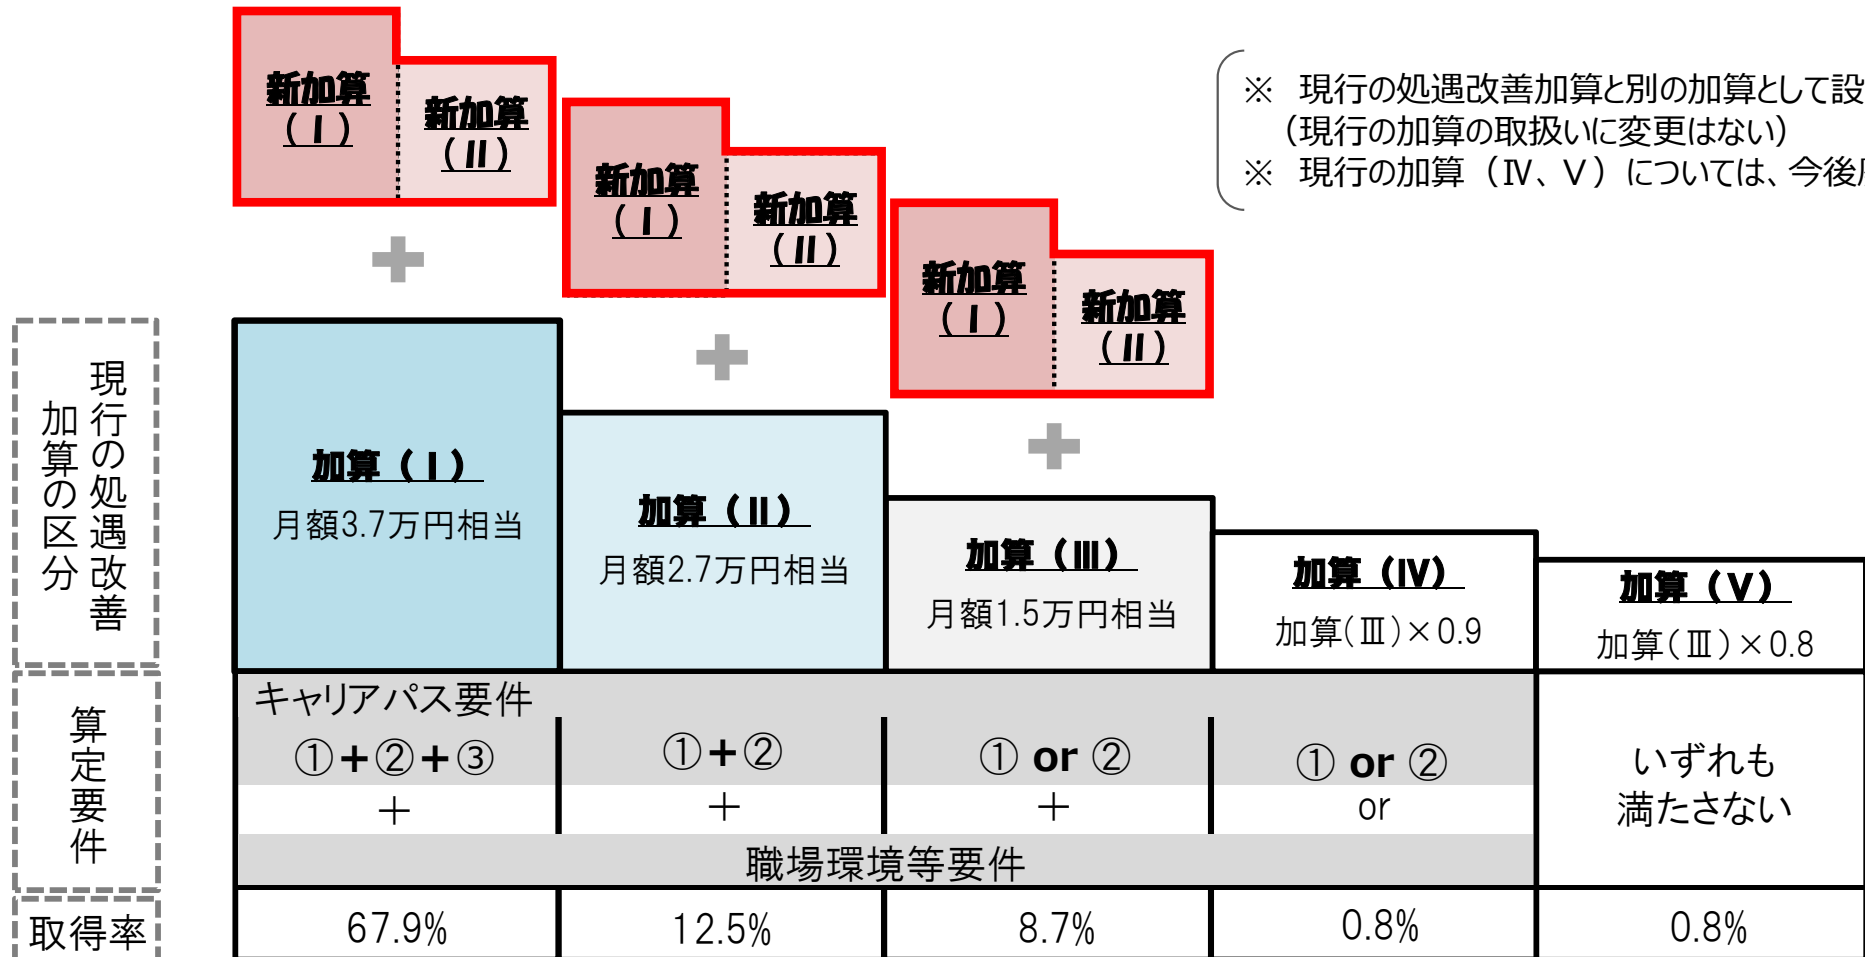 新加算
（Ⅰ）
新加算
（Ⅱ）
新加算
（Ⅰ）
新加算
（Ⅱ）
新加算
（Ⅰ）
新加算
（Ⅱ）
※ 現行の処遇改善加算と別の加算として設
（現行の加算の取扱いに変更はない）
※ 現行の加算（Ⅳ、Ⅴ）については、今後
現行の処遇改善
加算の区分
加算（Ⅰ）
月額3.7万円相当
加算（Ⅱ）
月額2.7万円相当
加算（Ⅲ）
月額1.5万円相当
加算（Ⅳ）
加算(Ⅲ)×0.9
加算（Ⅴ）
加算(Ⅲ)×0.8
算定要件
キャリアパス要件
①+②+③
①+②
① or ②
① or ②
＋
＋
＋
or
職場環境等要件
いずれも
満たさない
取得率
67.9%
12.5%
8.7%
0.8%
0.8%